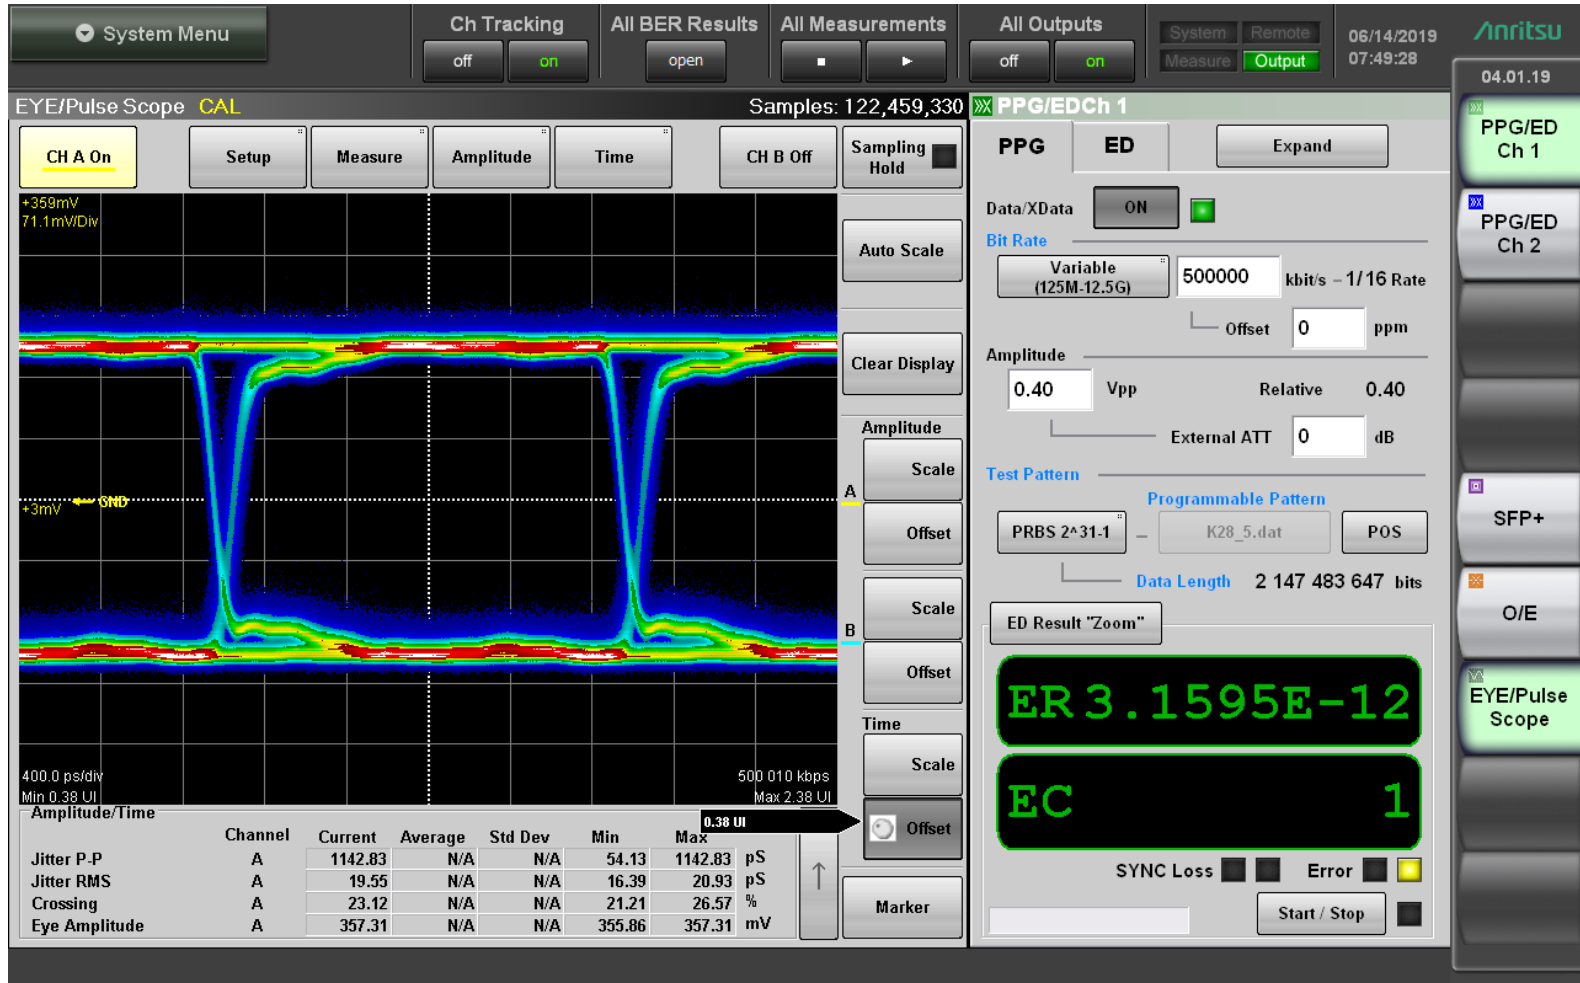 System Menu
Ch Tracking
off on
All BER Results
open
All Measurements
All Outputs
off on
System Remote
Measure Output
06/14/2019
07:49:28
Anritsu
04.01.19
EYE/Pulse Scope CAL Samples: 122,459,330
CH A On Setup Measure Amplitude Time CH B Off
Sampling
Hold
+359mV
71.1mV/Div
GND
+3mV
400.0 ps/div 500 010 kbps
Min 0.38 UI Max 2.38 UI
Auto Scale
Clear Display
Amplitude
Scale
A
Offset
Scale
B
Offset
Time
Scale
0.38 UI
Offset
Marker
Amplitude/Time
Channel Current Average Std Dev Min Max
Jitter P-P A 1142.83 N/A N/A 54.13 1142.83 pS
Jitter RMS A 19.55 N/A N/A 16.39 20.93 pS
Crossing A 23.12 N/A N/A 21.21 26.57 %
Eye Amplitude A 357.31 N/A N/A 355.86 357.31 mV
PPG/EDCh 1
PPG ED Expand
Data/XData ON
Bit Rate
Variable
(125M-12.5G)
500000 kbit/s - 1/16 Rate
Offset 0 ppm
Amplitude
0.40 Vpp Relative 0.40
External ATT 0 dB
Test Pattern
Programmable Pattern
PRBS 2^31-1 K28_5.dat POS
Data Length 2 147 483 647 bits
ED Result "Zoom"
ER 3.1595E-12
EC 1
SYNC Loss Error
Start / Stop
PPG/ED
Ch 1
PPG/ED
Ch 2
SFP+
O/E
EYE/Pulse
Scope